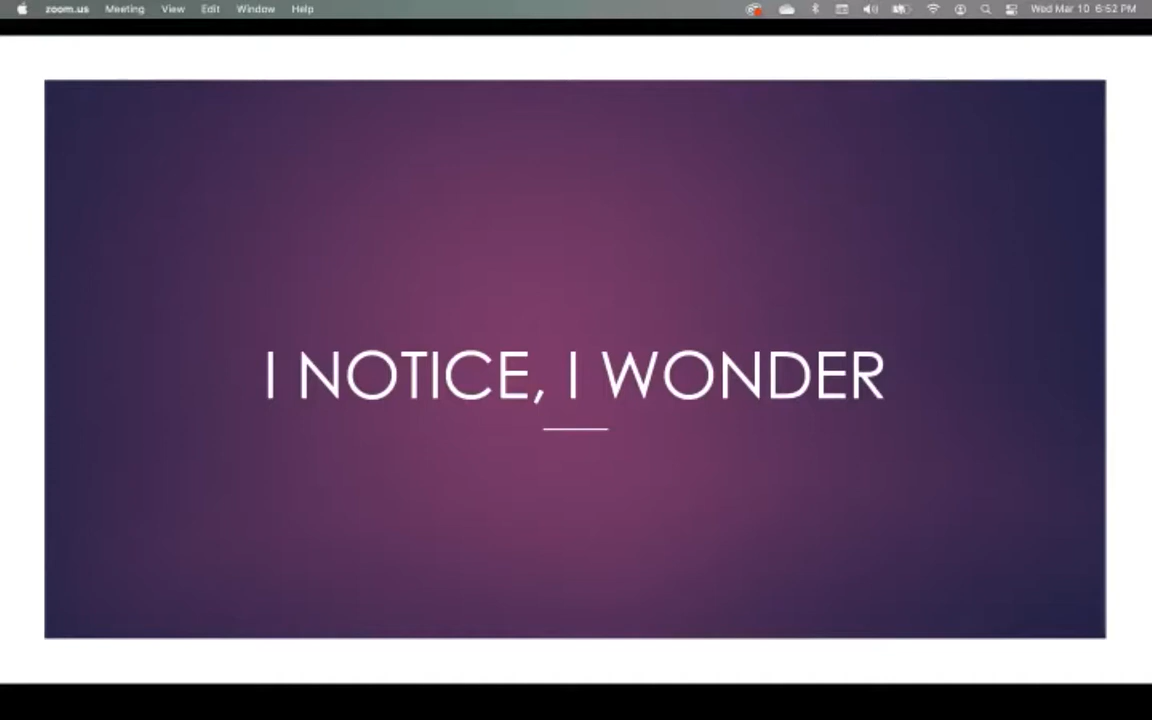 zoom.us Meeting View Edit Window Help Wed Mar 10 6:52 PM
I NOTICE, I WONDER